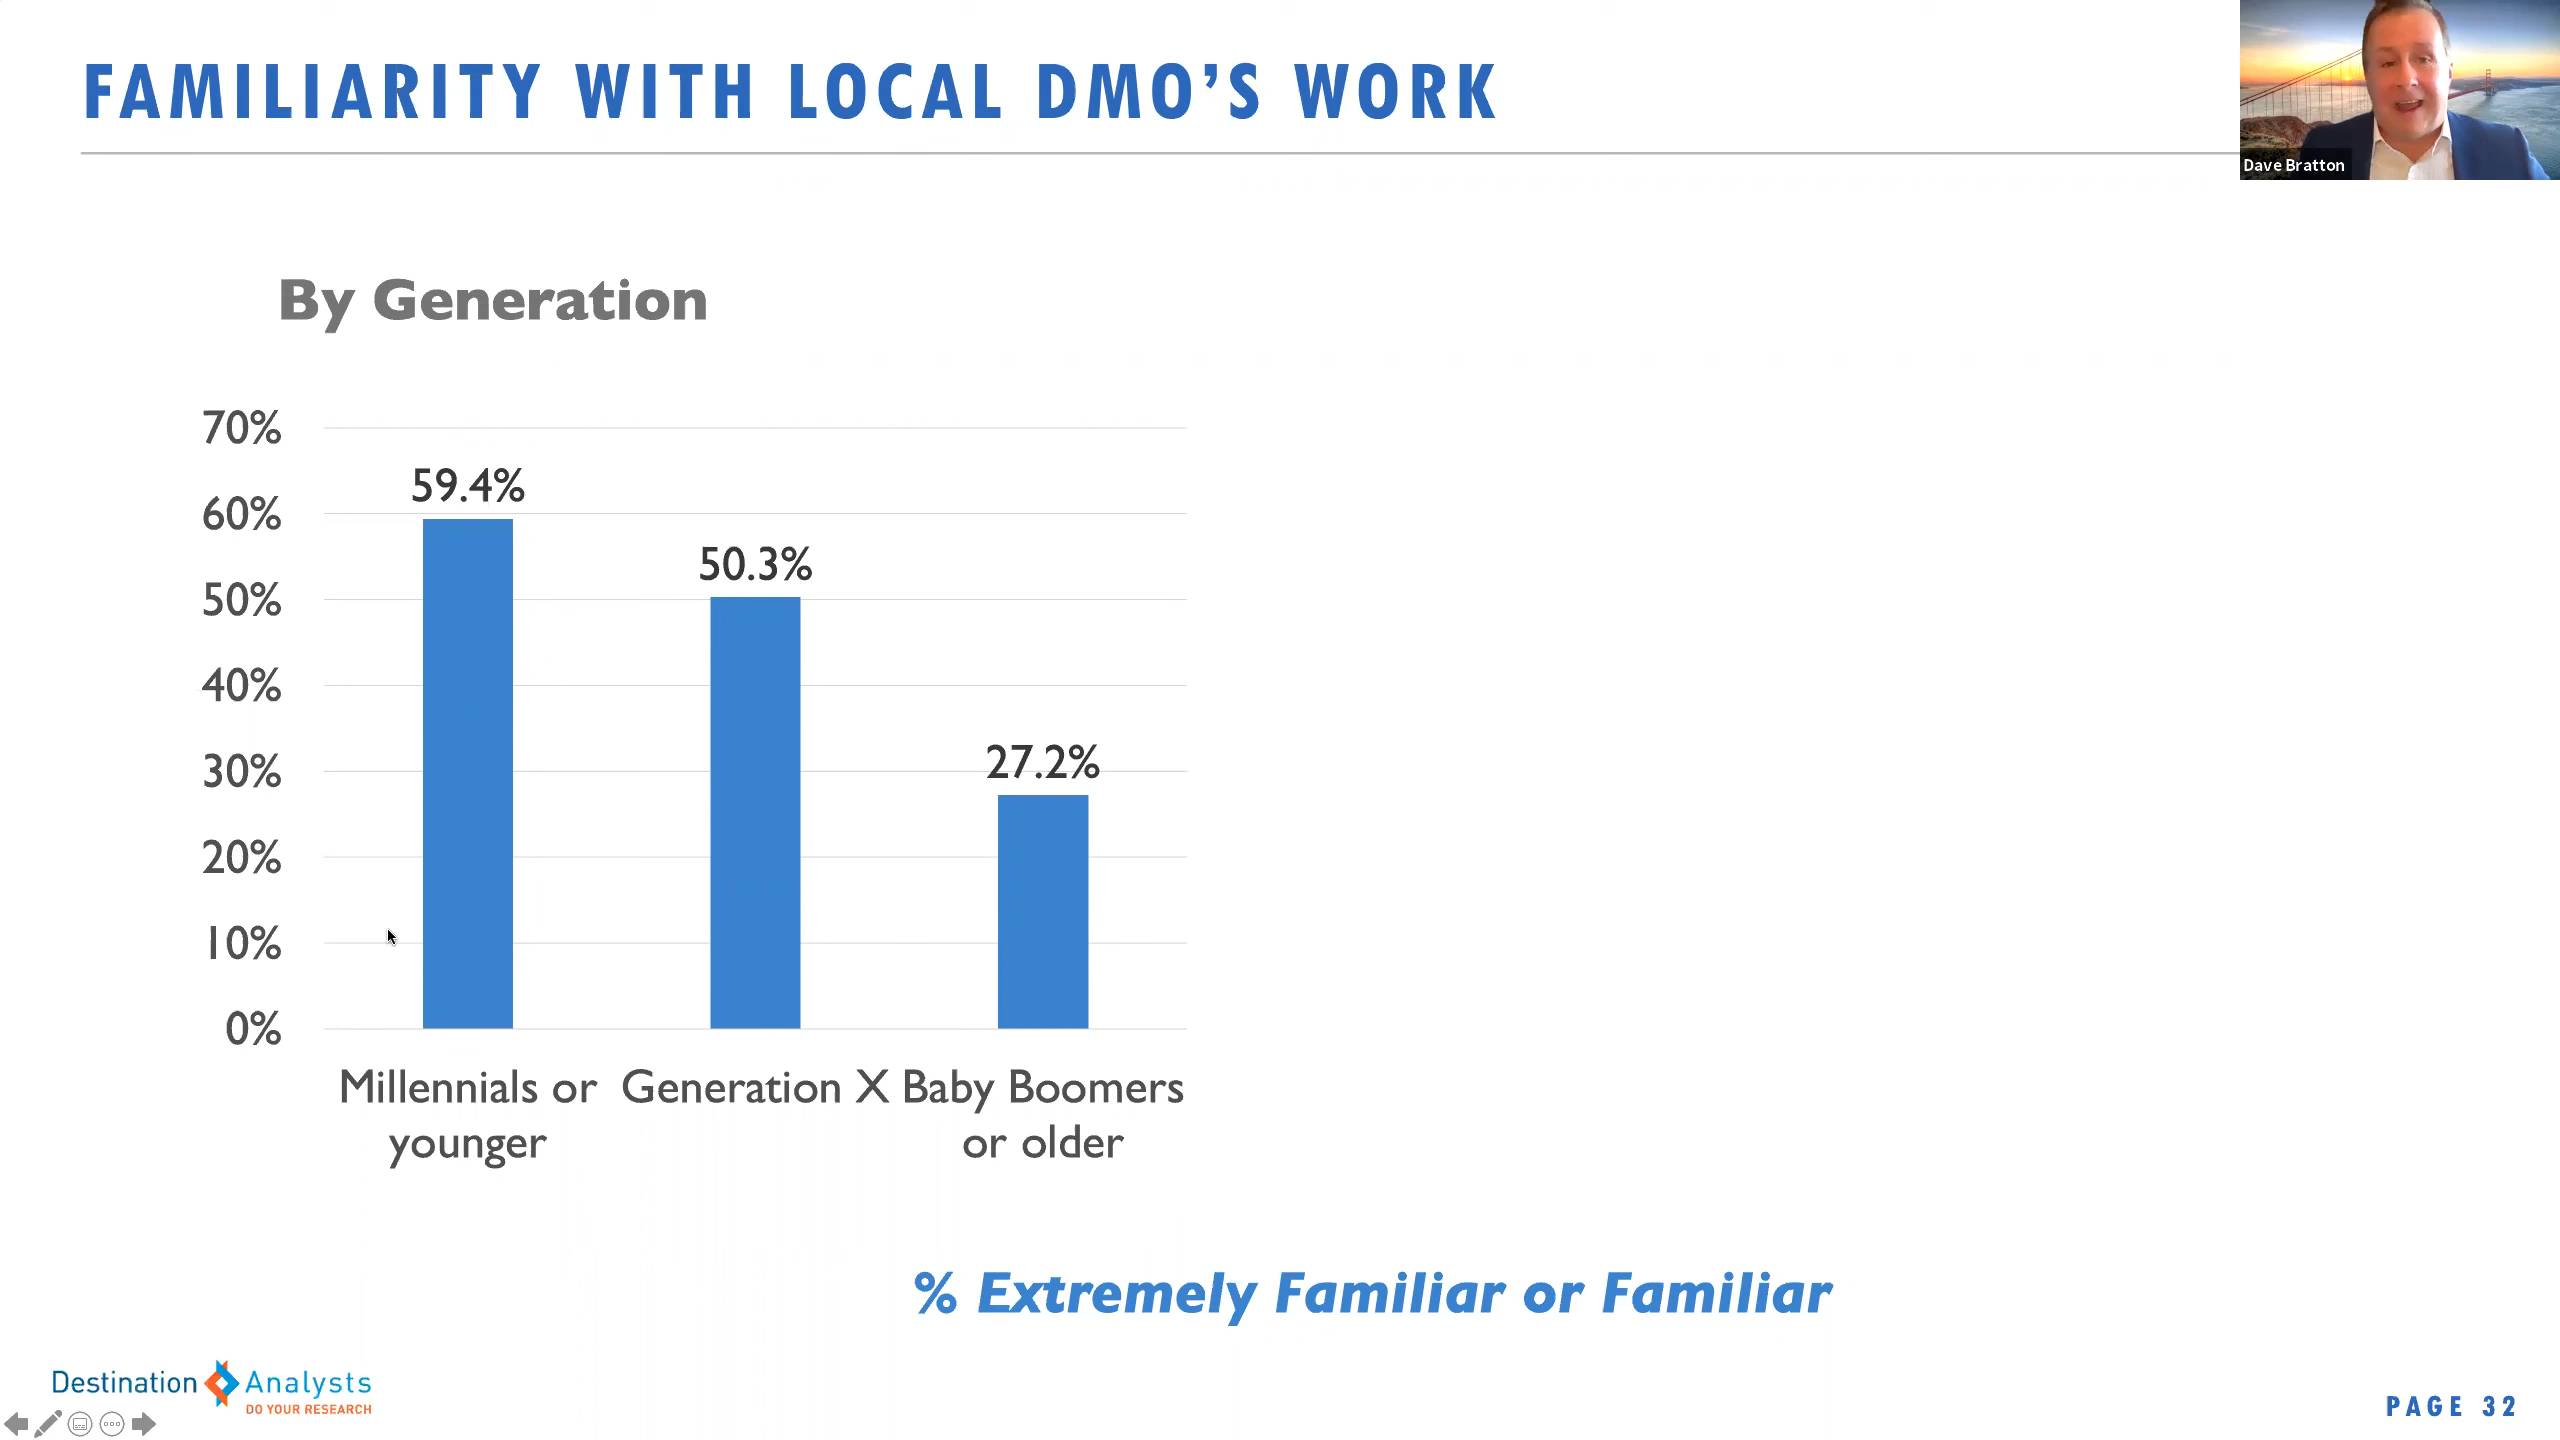 FAMILIARITY WITH LOCAL DMO'S WORK
Dave Bratton
By Generation
70%
60%
50%
40%
30%
20%
10%
0%
59.4%
50.3%
27.2%
Millennials or younger
Generation X
Baby Boomers or older
% Extremely Familiar or Familiar
Destination Analysts
DO YOUR RESEARCH
PAGE 32